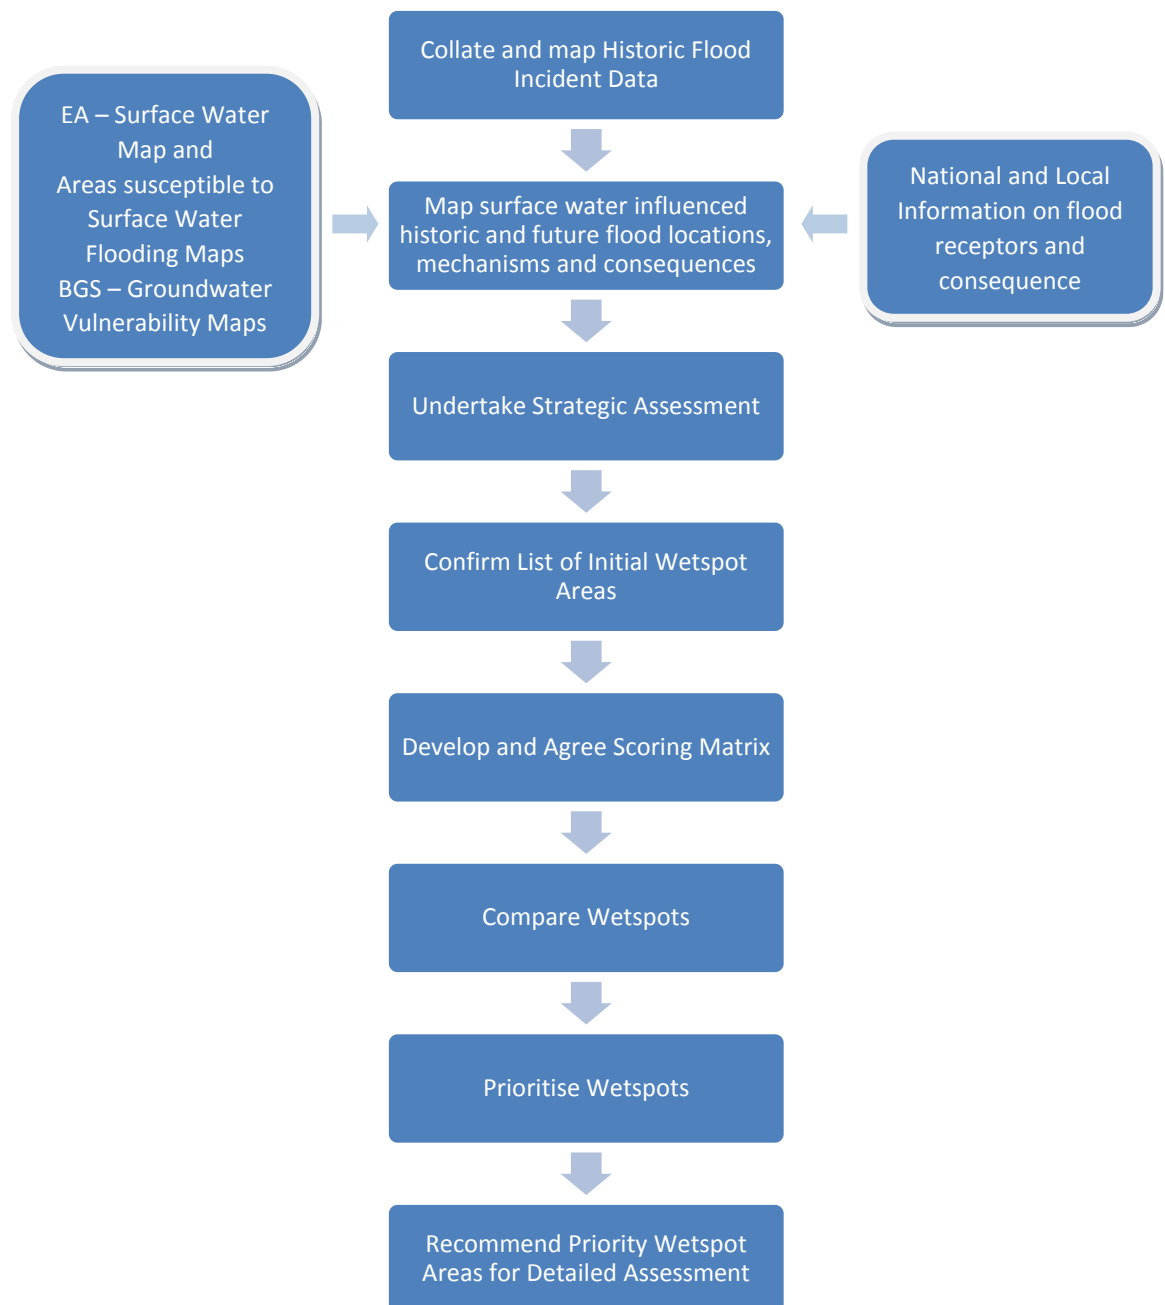 Collate and map Historic Flood
Incident Data
EA – Surface Water
Map and
Areas susceptible to
Surface Water
Flooding Maps
BGS – Groundwater
Vulnerability Maps
Map surface water influenced
historic and future flood locations,
mechanisms and consequences
National and Local
Information on flood
receptors and
consequence
Undertake Strategic Assessment
Confirm List of Initial Wetspot
Areas
Develop and Agree Scoring Matrix
Compare Wetspots
Prioritise Wetspots
Recommend Priority Wetspot
Areas for Detailed Assessment